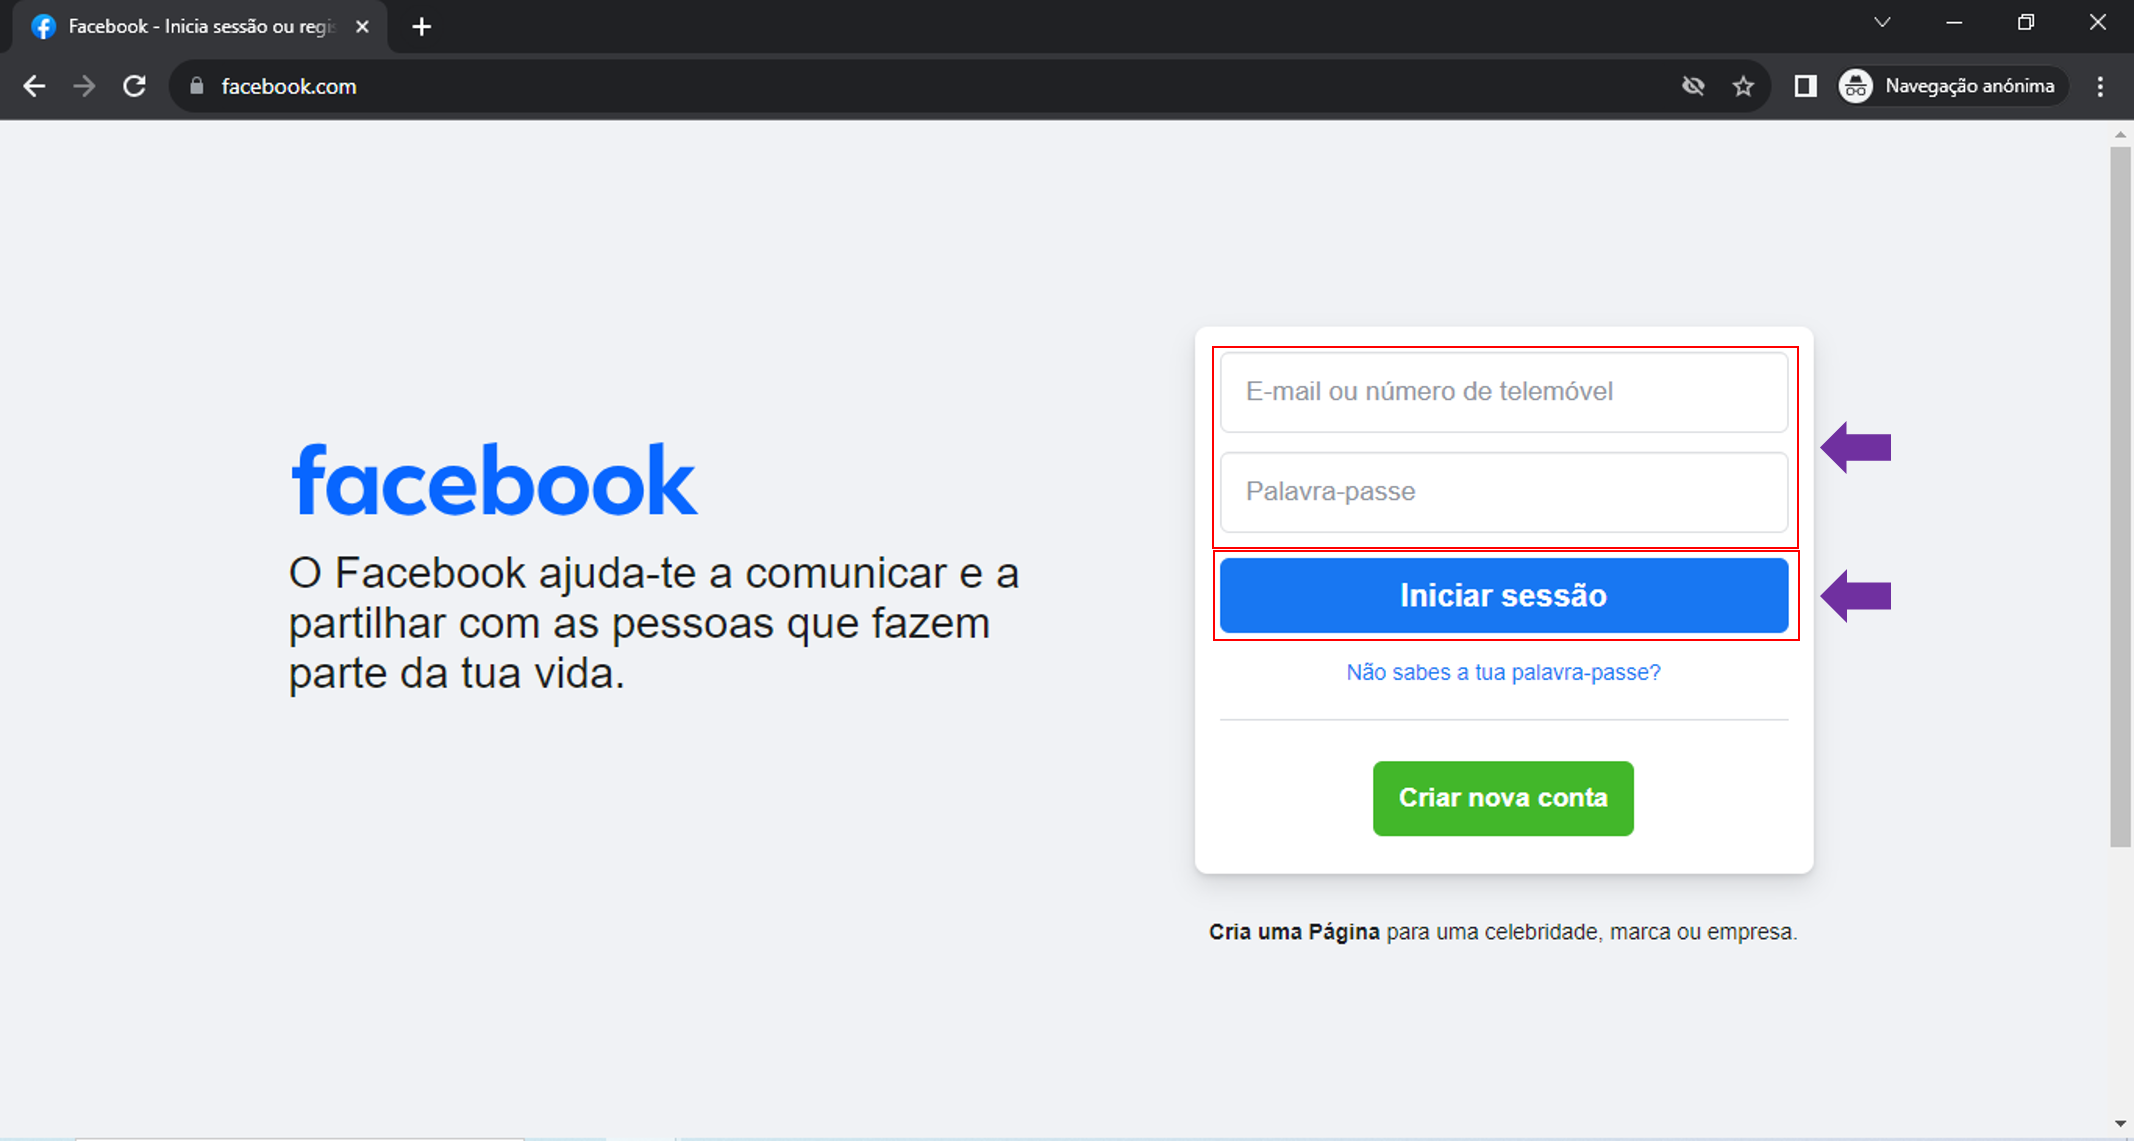 Facebook - Inicia sessão ou regis
facebook.com
Navegação anónima
facebook
O Facebook ajuda-te a comunicar e a
partilhar com as pessoas que fazem
parte da tua vida.
E-mail ou número de telemóvel
Palavra-passe
Iniciar sessão
Não sabes a tua palavra-passe?
Criar nova conta
Cria uma Página para uma celebridade, marca ou empresa.